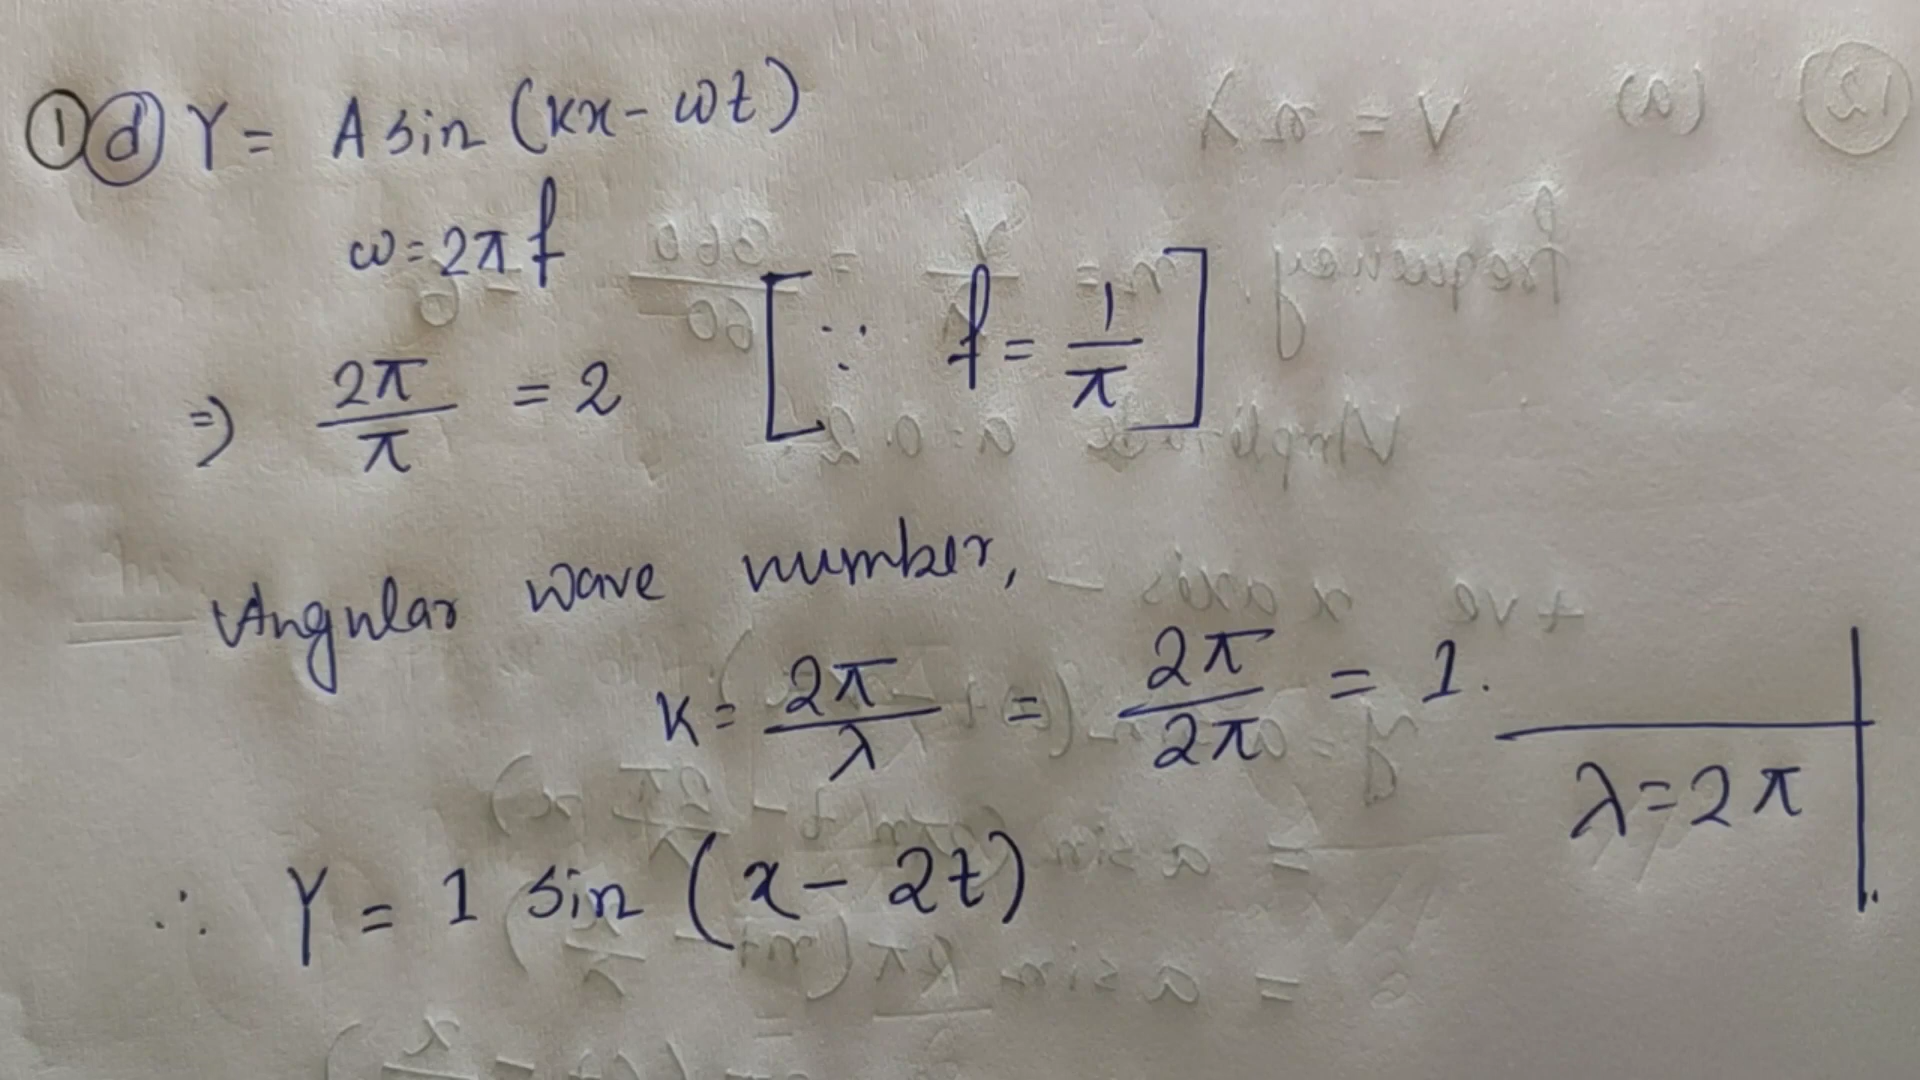 ① ⓓ Y = A sin (kx - ωt)
ω = 2π f
⇒ 2π/π = 2 [∵ f = 1/π]
Angular wave number,
K = 2π/λ = 2π/2π = 1.
λ = 2π
∴ Y = 1 sin (x - 2t)